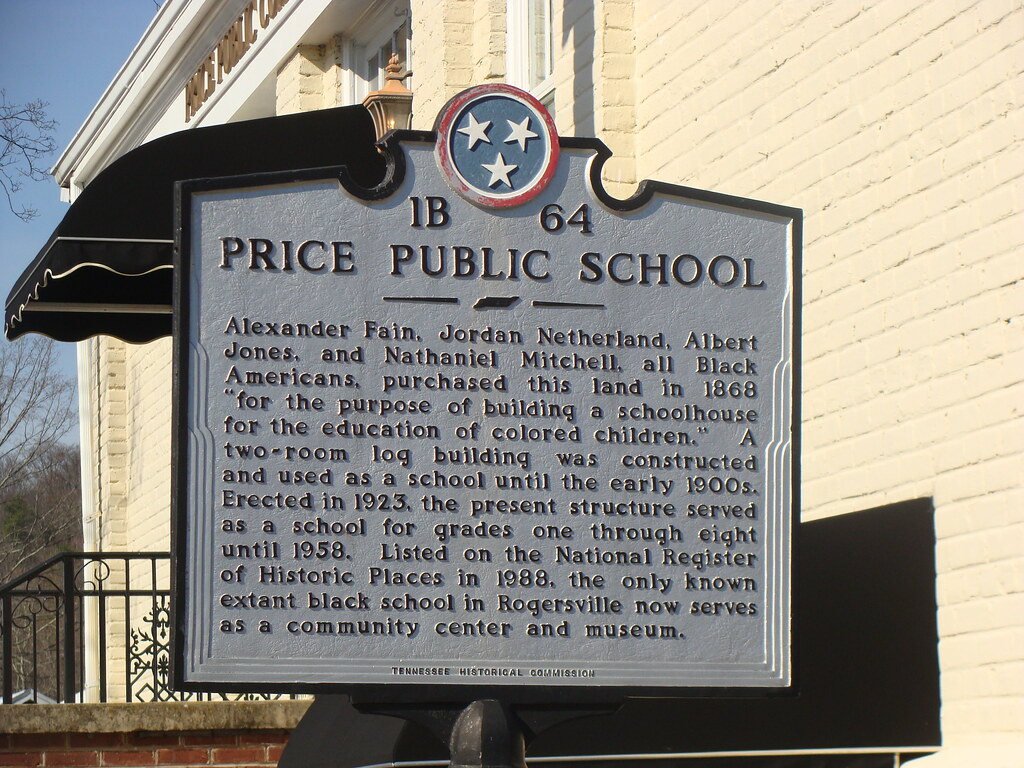 PRICE PUBLIC
1B 64
PRICE PUBLIC SCHOOL
Alexander Fain, Jordan Netherland, Albert
Jones, and Nathaniel Mitchell, all Black
Americans, purchased this land in 1868
"for the purpose of building a schoolhouse
for the education of colored children." A
two-room log building was constructed
and used as a school until the early 1900s.
Erected in 1923, the present structure served
as a school for grades one through eight
until 1958. Listed on the National Register
of Historic Places in 1988, the only known
extant black school in Rogersville now serves
as a community center and museum.
TENNESSEE HISTORICAL COMMISSION